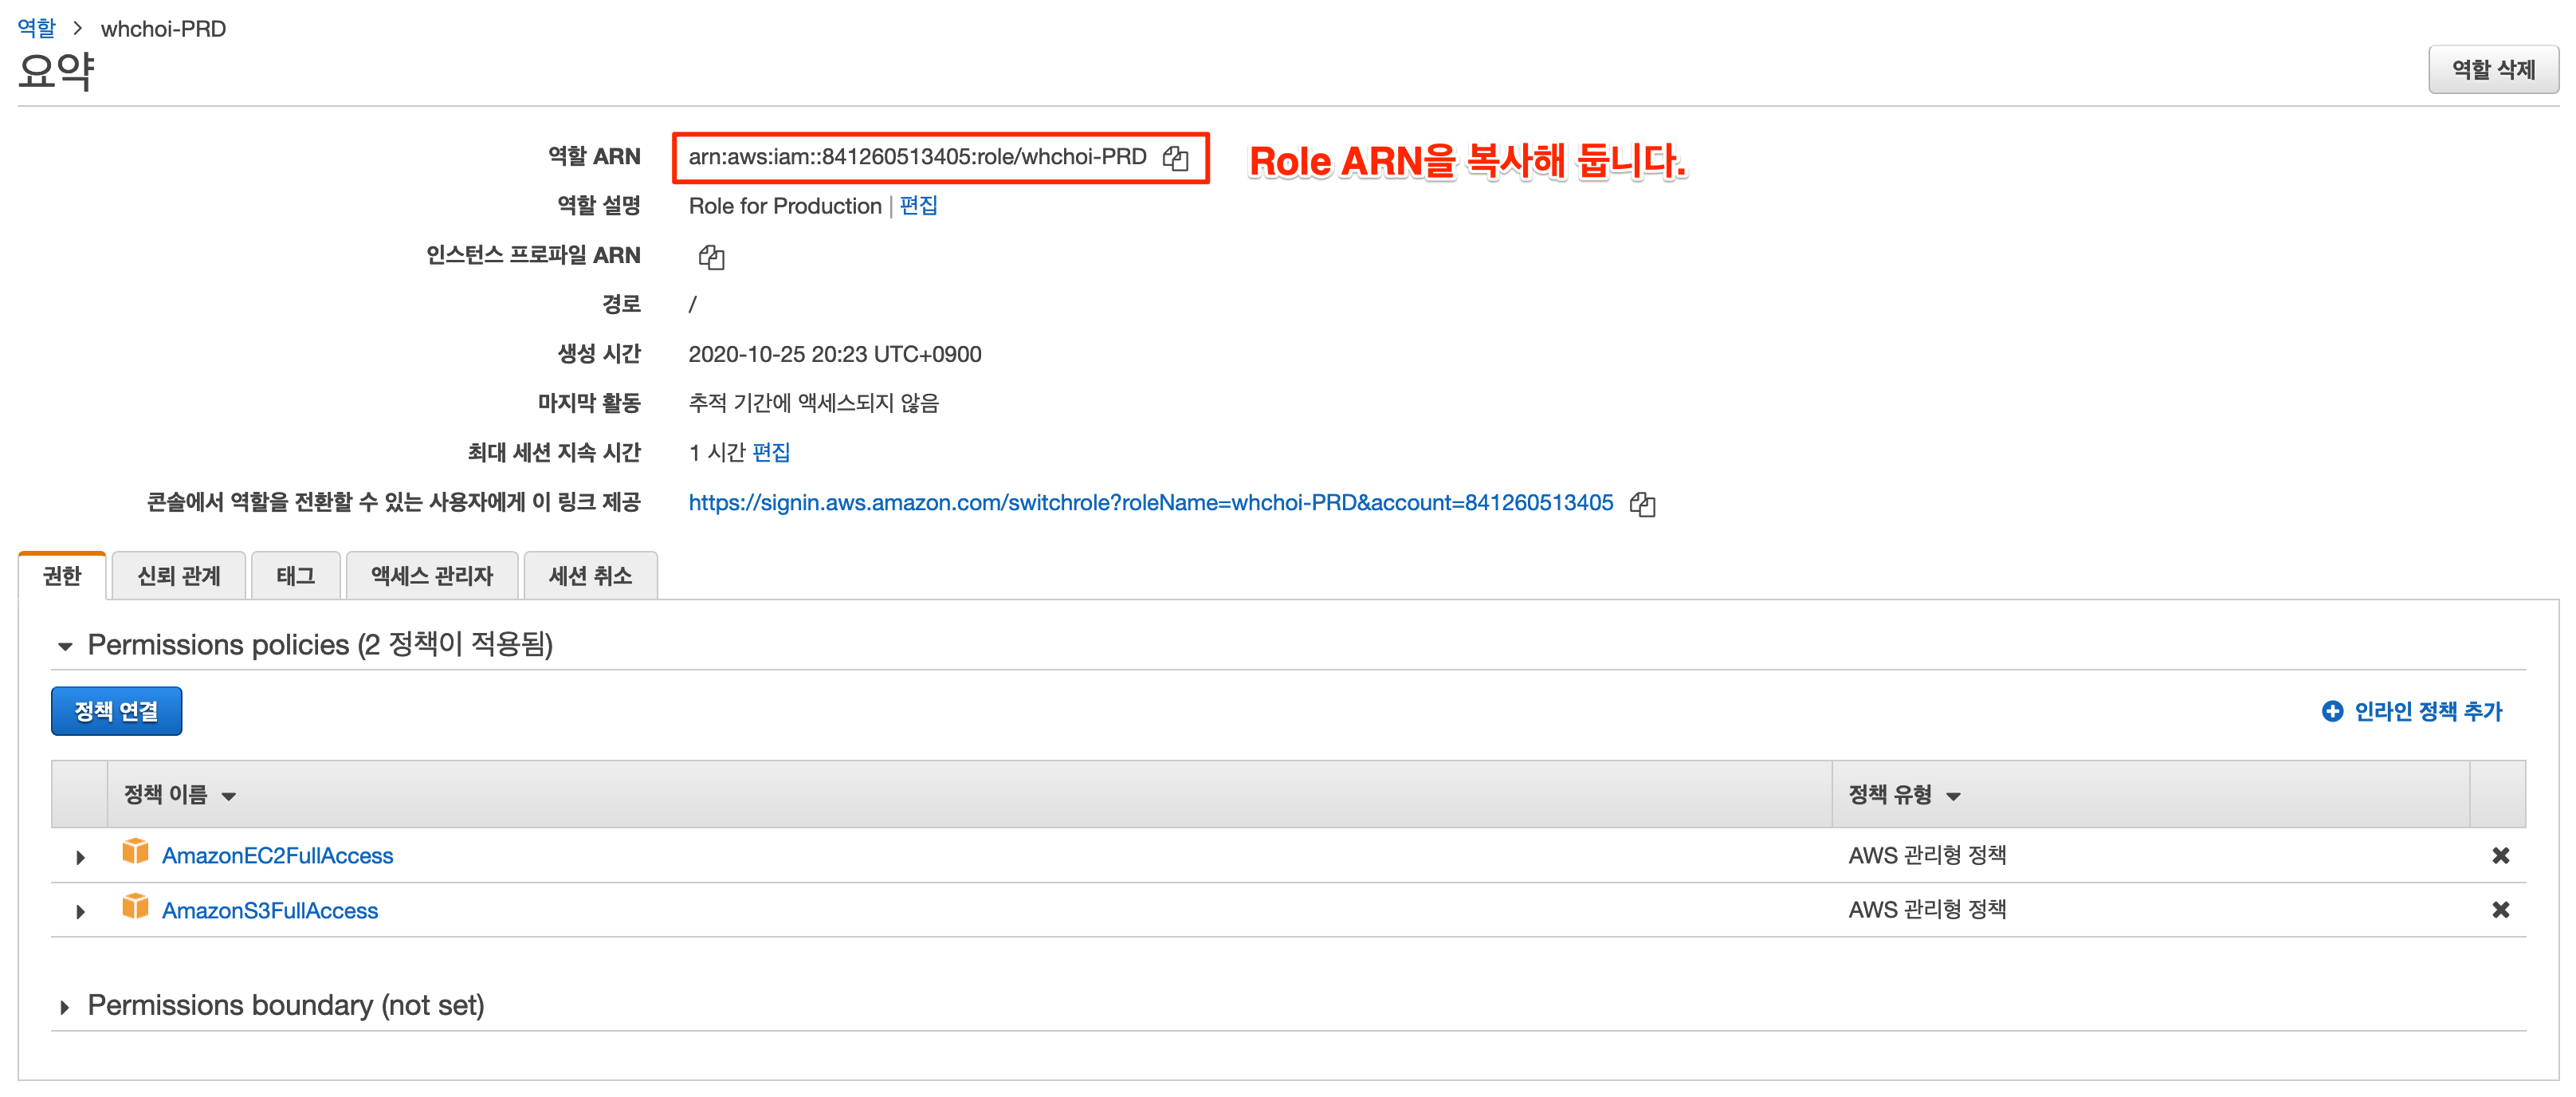 역할 > whchoi-PRD
요약
역할 삭제
역할 ARN arn:aws:iam::841260513405:role/whchoi-PRD Role ARN을 복사해 둡니다.
역할 설명 Role for Production | 편집
인스턴스 프로파일 ARN
경로 /
생성 시간 2020-10-25 20:23 UTC+0900
마지막 활동 추적 기간에 액세스되지 않음
최대 세션 지속 시간 1 시간 편집
콘솔에서 역할을 전환할 수 있는 사용자에게 이 링크 제공 https://signin.aws.amazon.com/switchrole?roleName=whchoi-PRD&account=841260513405
권한 신뢰 관계 태그 액세스 관리자 세션 취소
Permissions policies (2 정책이 적용됨)
정책 연결 인라인 정책 추가
정책 이름 정책 유형
AmazonEC2FullAccess AWS 관리형 정책
AmazonS3FullAccess AWS 관리형 정책
Permissions boundary (not set)